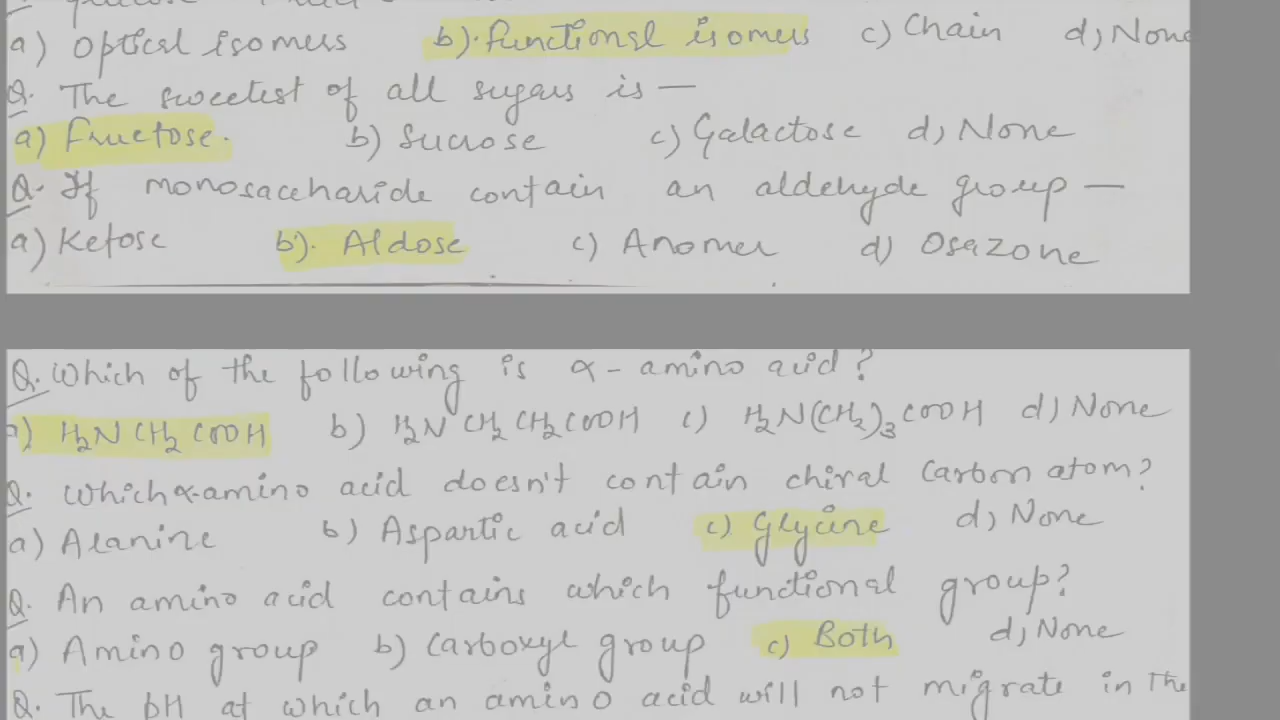 a) Optical isomers b). functional isomers c) Chain d) None
Q. The sweetest of all sugars is —
a) Fructose. b) Sucrose c) Galactose d) None
Q. If monosaccharide contain an aldehyde group —
a) Ketose b). Aldose c) Anomer d) Osazone
Q. Which of the following is α-amino acid?
a) H₂N CH₂ COOH b) H₂N CH₂ CH₂ COOH c) H₂N(CH₂)₃COOH d) None
Q. Which α-amino acid doesn't contain chiral Carbon atom?
a) Alanine b) Aspartic acid c) Glycine d) None
Q. An amino acid contains which functional group?
a) Amino group b) Carboxyl group c) Both d) None
Q. The pH at which an amino acid will not migrate in the